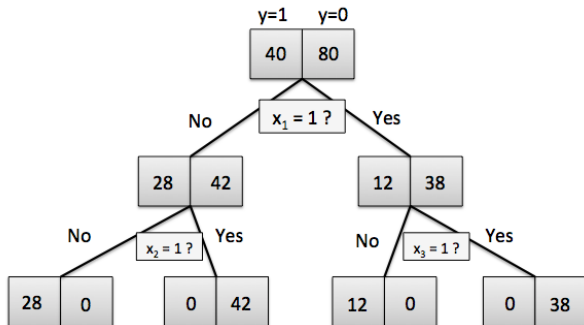 y=1 y=0
40 80
No x₁ = 1 ? Yes
28 42 12 38
No x₂ = 1 ? Yes No x₃ = 1 ? Yes
28 0 0 42 12 0 0 38